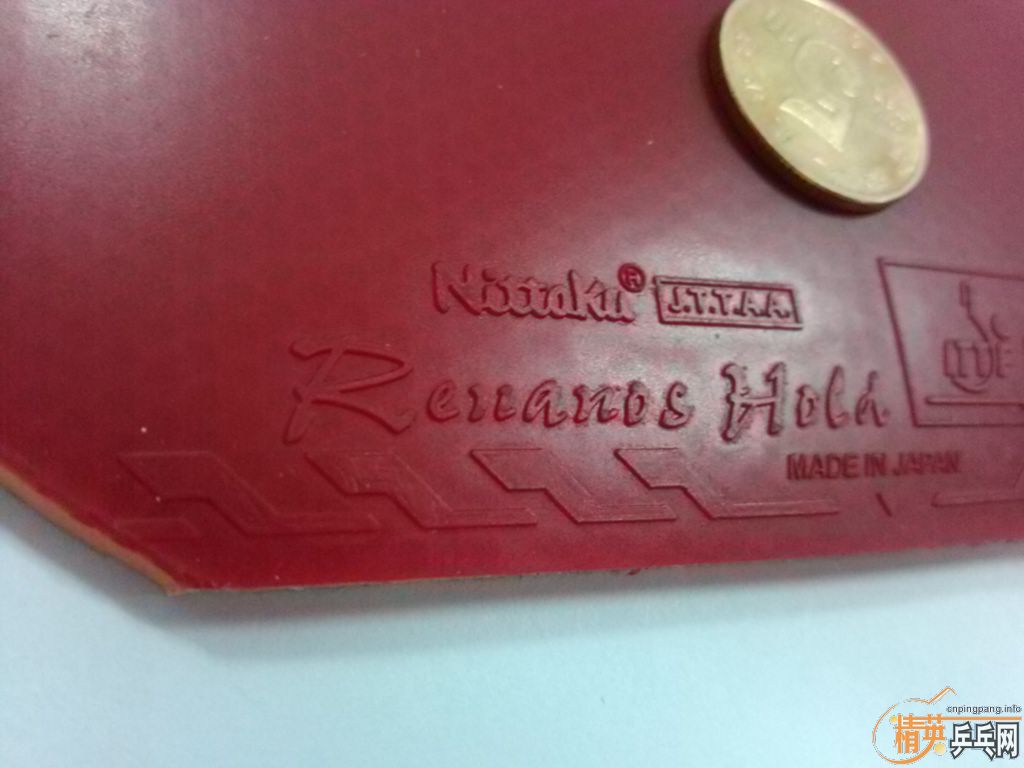 Nittaku® J.T.T.A.A.
Renanos Hold
MADE IN JAPAN
cnpingpang.info
精英乒乓网